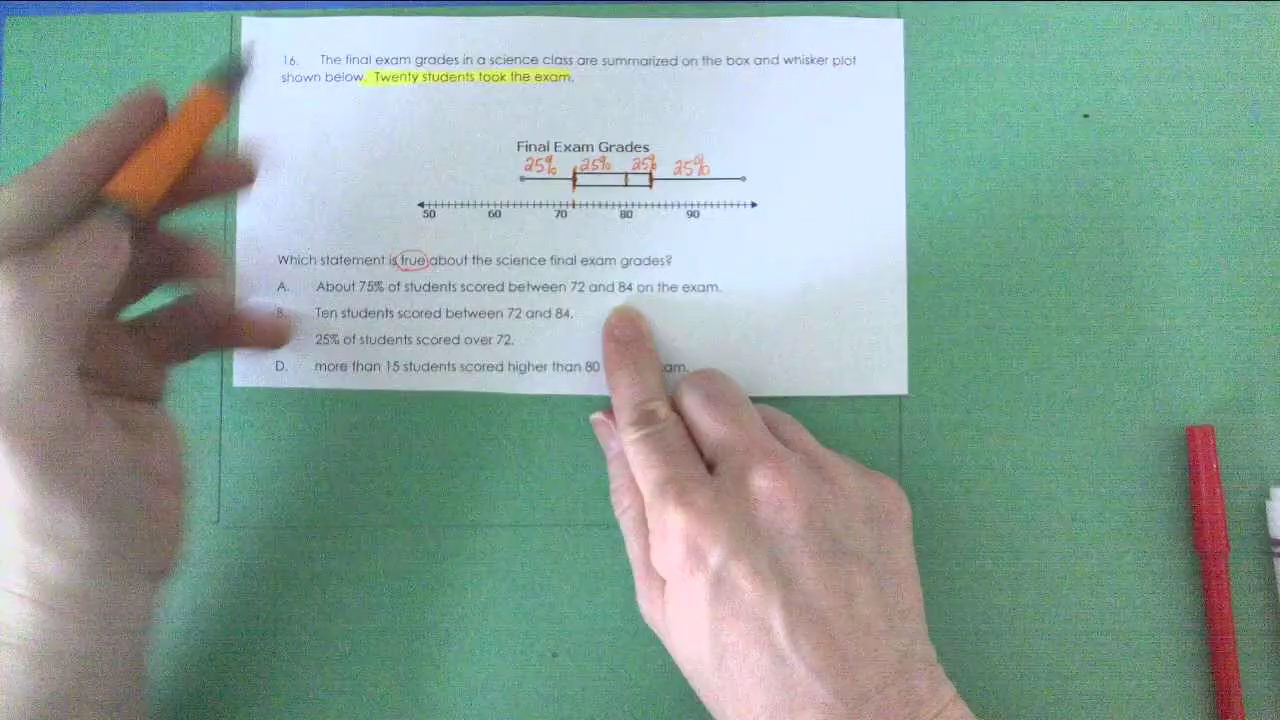 16. The final exam grades in a science class are summarized on the box and whisker plot
shown below. Twenty students took the exam.
Final Exam Grades
25% 25% 25% 25%
50 60 70 80 90
Which statement is true about the science final exam grades?
A. About 75% of students scored between 72 and 84 on the exam.
B. Ten students scored between 72 and 84.
25% of students scored over 72.
D. more than 15 students scored higher than 80